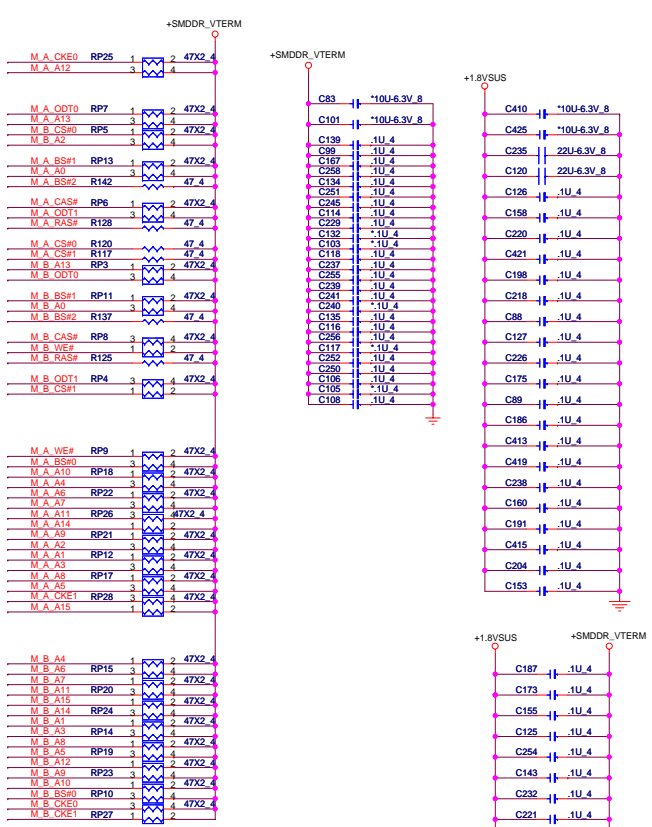 +SMDDR_VTERM
M_A_CKE0 RP25 1 2 47X2_4
M_A_A12 3 4
M_A_ODT0 RP7 1 2 47X2_4
M_A_A13 3 4
M_B_CS#0 RP5 1 2 47X2_4
M_B_A2 3 4
M_A_BS#1 RP13 1 2 47X2_4
M_A_A0 3 4
M_A_BS#2 R142 47_4
M_A_CAS# RP6 1 2 47X2_4
M_A_ODT1 3 4
M_A_RAS# R128 47_4
M_A_CS#0 R120 47_4
M_A_CS#1 R117 47_4
M_B_A13 RP3 1 2 47X2_4
M_B_ODT0 3 4
M_B_BS#1 RP11 1 2 47X2_4
M_B_A0 3 4
M_B_BS#2 R137 47_4
M_B_CAS# RP8 3 4 47X2_4
M_B_WE# 1 2
M_B_RAS# R125 47_4
M_B_ODT1 RP4 3 4 47X2_4
M_B_CS#1 1 2
M_A_WE# RP9 1 2 47X2_4
M_A_BS#0 3 4
M_A_A10 RP18 1 2 47X2_4
M_A_A4 3 4
M_A_A6 RP22 1 2 47X2_4
M_A_A7 3 4
M_A_A11 RP26 3 4 47X2_4
M_A_A14 1 2
M_A_A9 RP21 1 2 47X2_4
M_A_A2 3 4
M_A_A1 RP12 1 2 47X2_4
M_A_A3 3 4
M_A_A8 RP17 1 2 47X2_4
M_A_A5 3 4
M_A_CKE1 RP28 3 4 47X2_4
M_A_A15 1 2
M_B_A4 1 2 47X2_4
M_B_A6 RP15 3 4
M_B_A7 1 2 47X2_4
M_B_A11 RP20 3 4
M_B_A15 1 2 47X2_4
M_B_A14 RP24 3 4
M_B_A1 1 2 47X2_4
M_B_A3 RP14 3 4
M_B_A8 1 2 47X2_4
M_B_A5 RP19 3 4
M_B_A12 1 2 47X2_4
M_B_A9 RP23 3 4
M_B_A10 1 2 47X2_4
M_B_BS#0 RP10 3 4
M_B_CKE0 3 4 47X2_4
M_B_CKE1 RP27 1 2
+SMDDR_VTERM
C83 *10U-6.3V_8
C101 *10U-6.3V_8
C139 .1U_4
C99 .1U_4
C167 .1U_4
C258 .1U_4
C134 .1U_4
C251 .1U_4
C245 .1U_4
C114 .1U_4
C229 .1U_4
C132 *.1U_4
C103 *.1U_4
C118 .1U_4
C237 .1U_4
C255 .1U_4
C239 .1U_4
C241 .1U_4
C240 *.1U_4
C135 .1U_4
C116 .1U_4
C256 .1U_4
C117 *.1U_4
C252 .1U_4
C250 .1U_4
C106 .1U_4
C105 *.1U_4
C108 .1U_4
+1.8VSUS
C410 *10U-6.3V_8
C425 *10U-6.3V_8
C235 22U-6.3V_8
C120 22U-6.3V_8
C126 .1U_4
C158 .1U_4
C220 .1U_4
C421 .1U_4
C198 .1U_4
C218 .1U_4
C88 .1U_4
C127 .1U_4
C226 .1U_4
C175 .1U_4
C89 .1U_4
C186 .1U_4
C413 .1U_4
C419 .1U_4
C238 .1U_4
C160 .1U_4
C191 .1U_4
C415 .1U_4
C204 .1U_4
C153 .1U_4
+1.8VSUS +SMDDR_VTERM
C187 .1U_4
C173 .1U_4
C155 .1U_4
C125 .1U_4
C254 .1U_4
C143 .1U_4
C232 .1U_4
C221 .1U_4